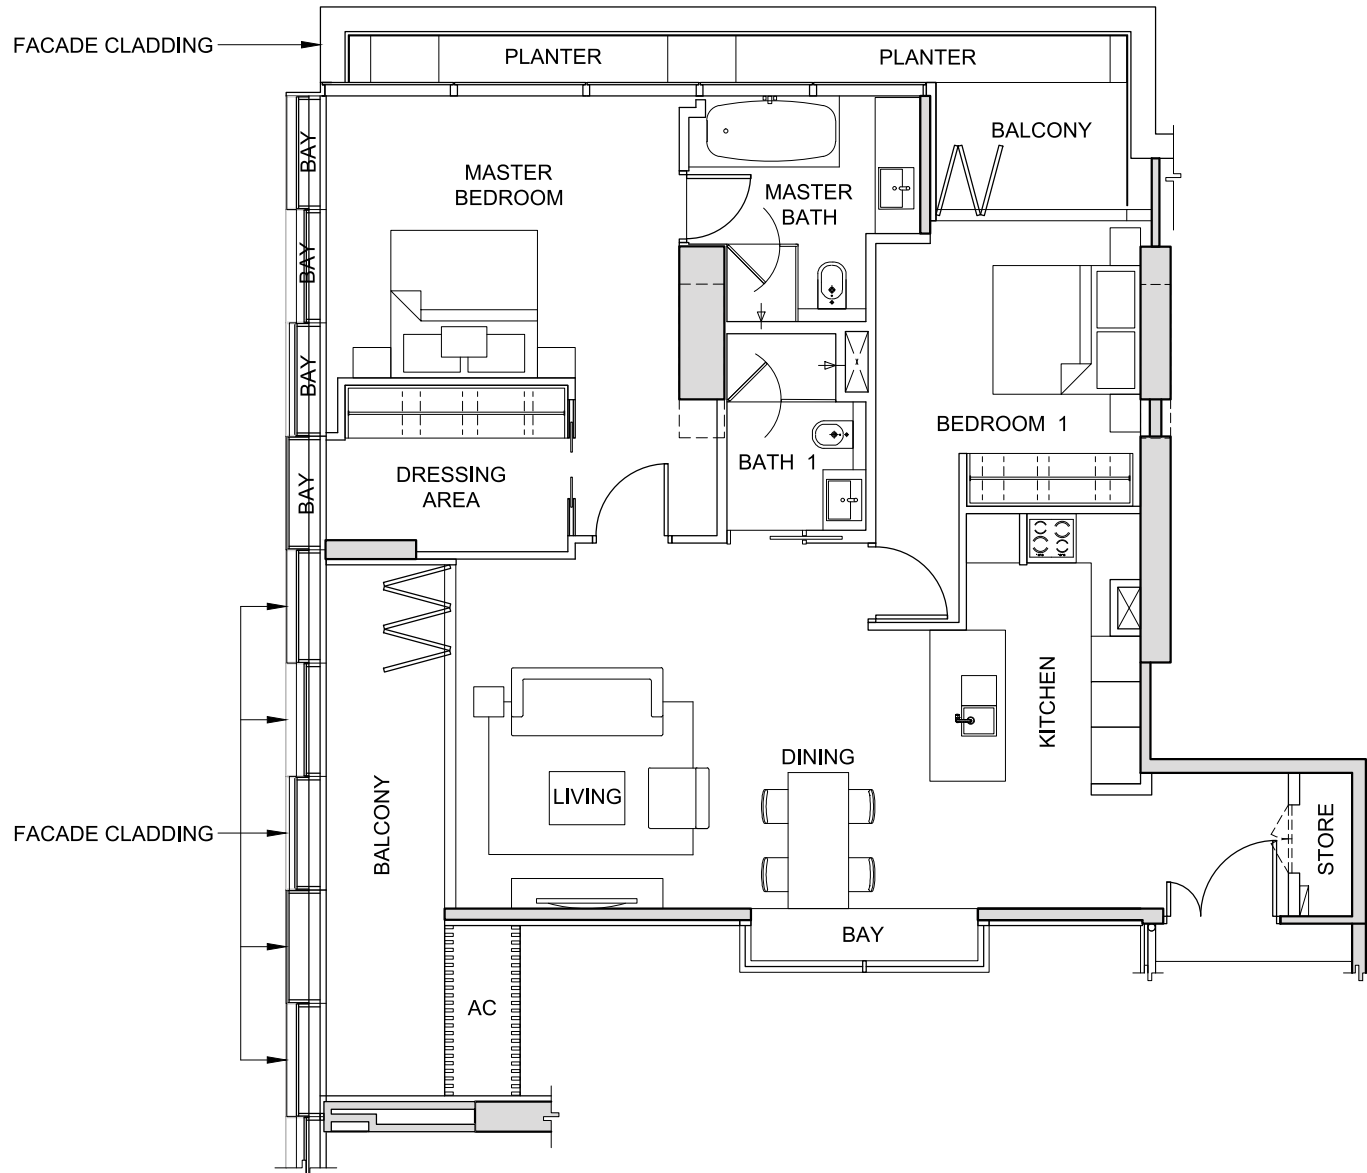 FACADE CLADDING
PLANTER
PLANTER
BALCONY
BAY
MASTER
BEDROOM
MASTER
BATH
BAY
BAY
BEDROOM 1
BATH 1
DRESSING
AREA
BAY
KITCHEN
DINING
LIVING
BALCONY
FACADE CLADDING
STORE
BAY
AC